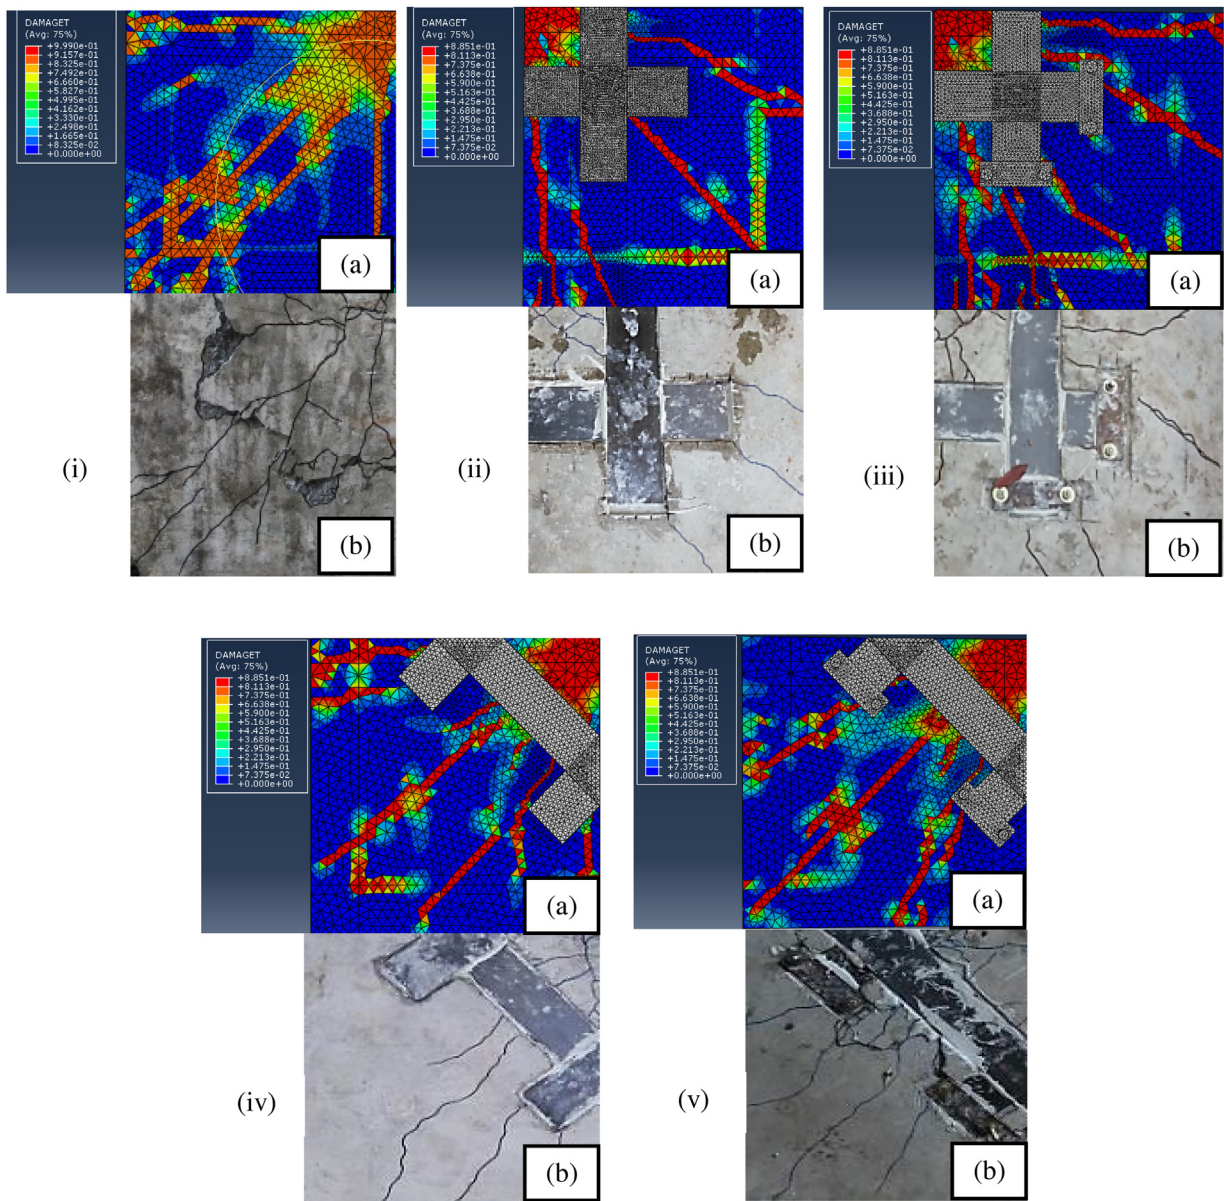 DAMAGET
(Avg: 75%)
+9.990e-01
+9.157e-01
+8.325e-01
+7.492e-01
+6.660e-01
+5.827e-01
+4.995e-01
+4.162e-01
+3.330e-01
+2.498e-01
+1.665e-01
+8.325e-02
+0.000e+00
(a)
DAMAGET
(Avg: 75%)
+8.851e-01
+8.113e-01
+7.375e-01
+6.638e-01
+5.900e-01
+5.163e-01
+4.425e-01
+3.688e-01
+2.950e-01
+2.213e-01
+1.475e-01
+7.375e-02
+0.000e+00
(a)
DAMAGET
(Avg: 75%)
+8.851e-01
+8.113e-01
+7.375e-01
+6.638e-01
+5.900e-01
+5.163e-01
+4.425e-01
+3.688e-01
+2.950e-01
+2.213e-01
+1.475e-01
+7.375e-02
+0.000e+00
(a)
(i)
(b)
(ii)
(b)
(iii)
(b)
DAMAGET
(Avg: 75%)
+8.851e-01
+8.113e-01
+7.375e-01
+6.638e-01
+5.900e-01
+5.163e-01
+4.425e-01
+3.688e-01
+2.950e-01
+2.213e-01
+1.475e-01
+7.375e-02
+0.000e+00
(a)
DAMAGET
(Avg: 75%)
+8.851e-01
+8.113e-01
+7.375e-01
+6.638e-01
+5.900e-01
+5.163e-01
+4.425e-01
+3.688e-01
+2.950e-01
+2.213e-01
+1.475e-01
+7.375e-02
+0.000e+00
(a)
(iv)
(b)
(v)
(b)